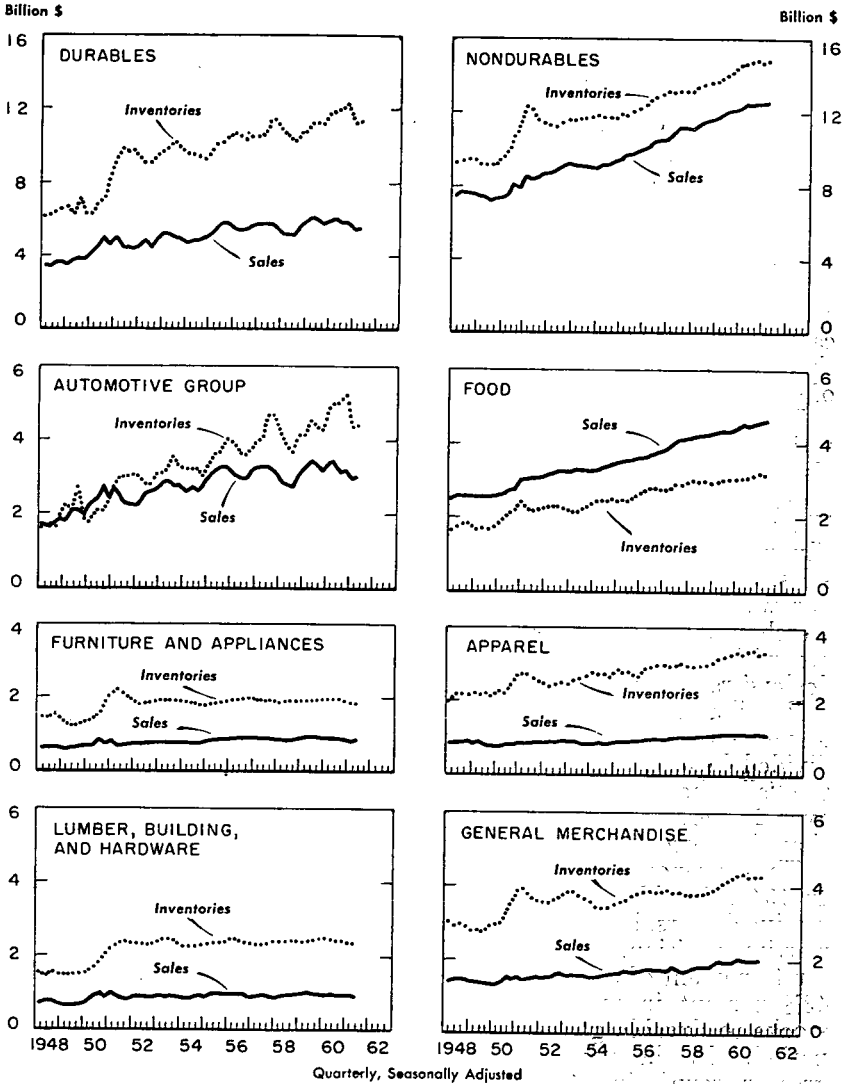 Billion $
Billion $
16
DURABLES
Inventories
12
8
4
Sales
0
NONDURABLES
16
Inventories
12
Sales
8
4
0
6
AUTOMOTIVE GROUP
Inventories
4
2
Sales
0
FOOD
6
Sales
4
2
Inventories
0
4
FURNITURE AND APPLIANCES
Inventories
2
Sales
0
APPAREL
4
Inventories
2
Sales
0
6
LUMBER, BUILDING,
AND HARDWARE
4
Inventories
2
Sales
0
GENERAL MERCHANDISE
6
Inventories
4
Sales
2
0
1948 50 52 54 56 58 60 62
1948 50 52 54 56 58 60 62
Quarterly, Seasonally Adjusted